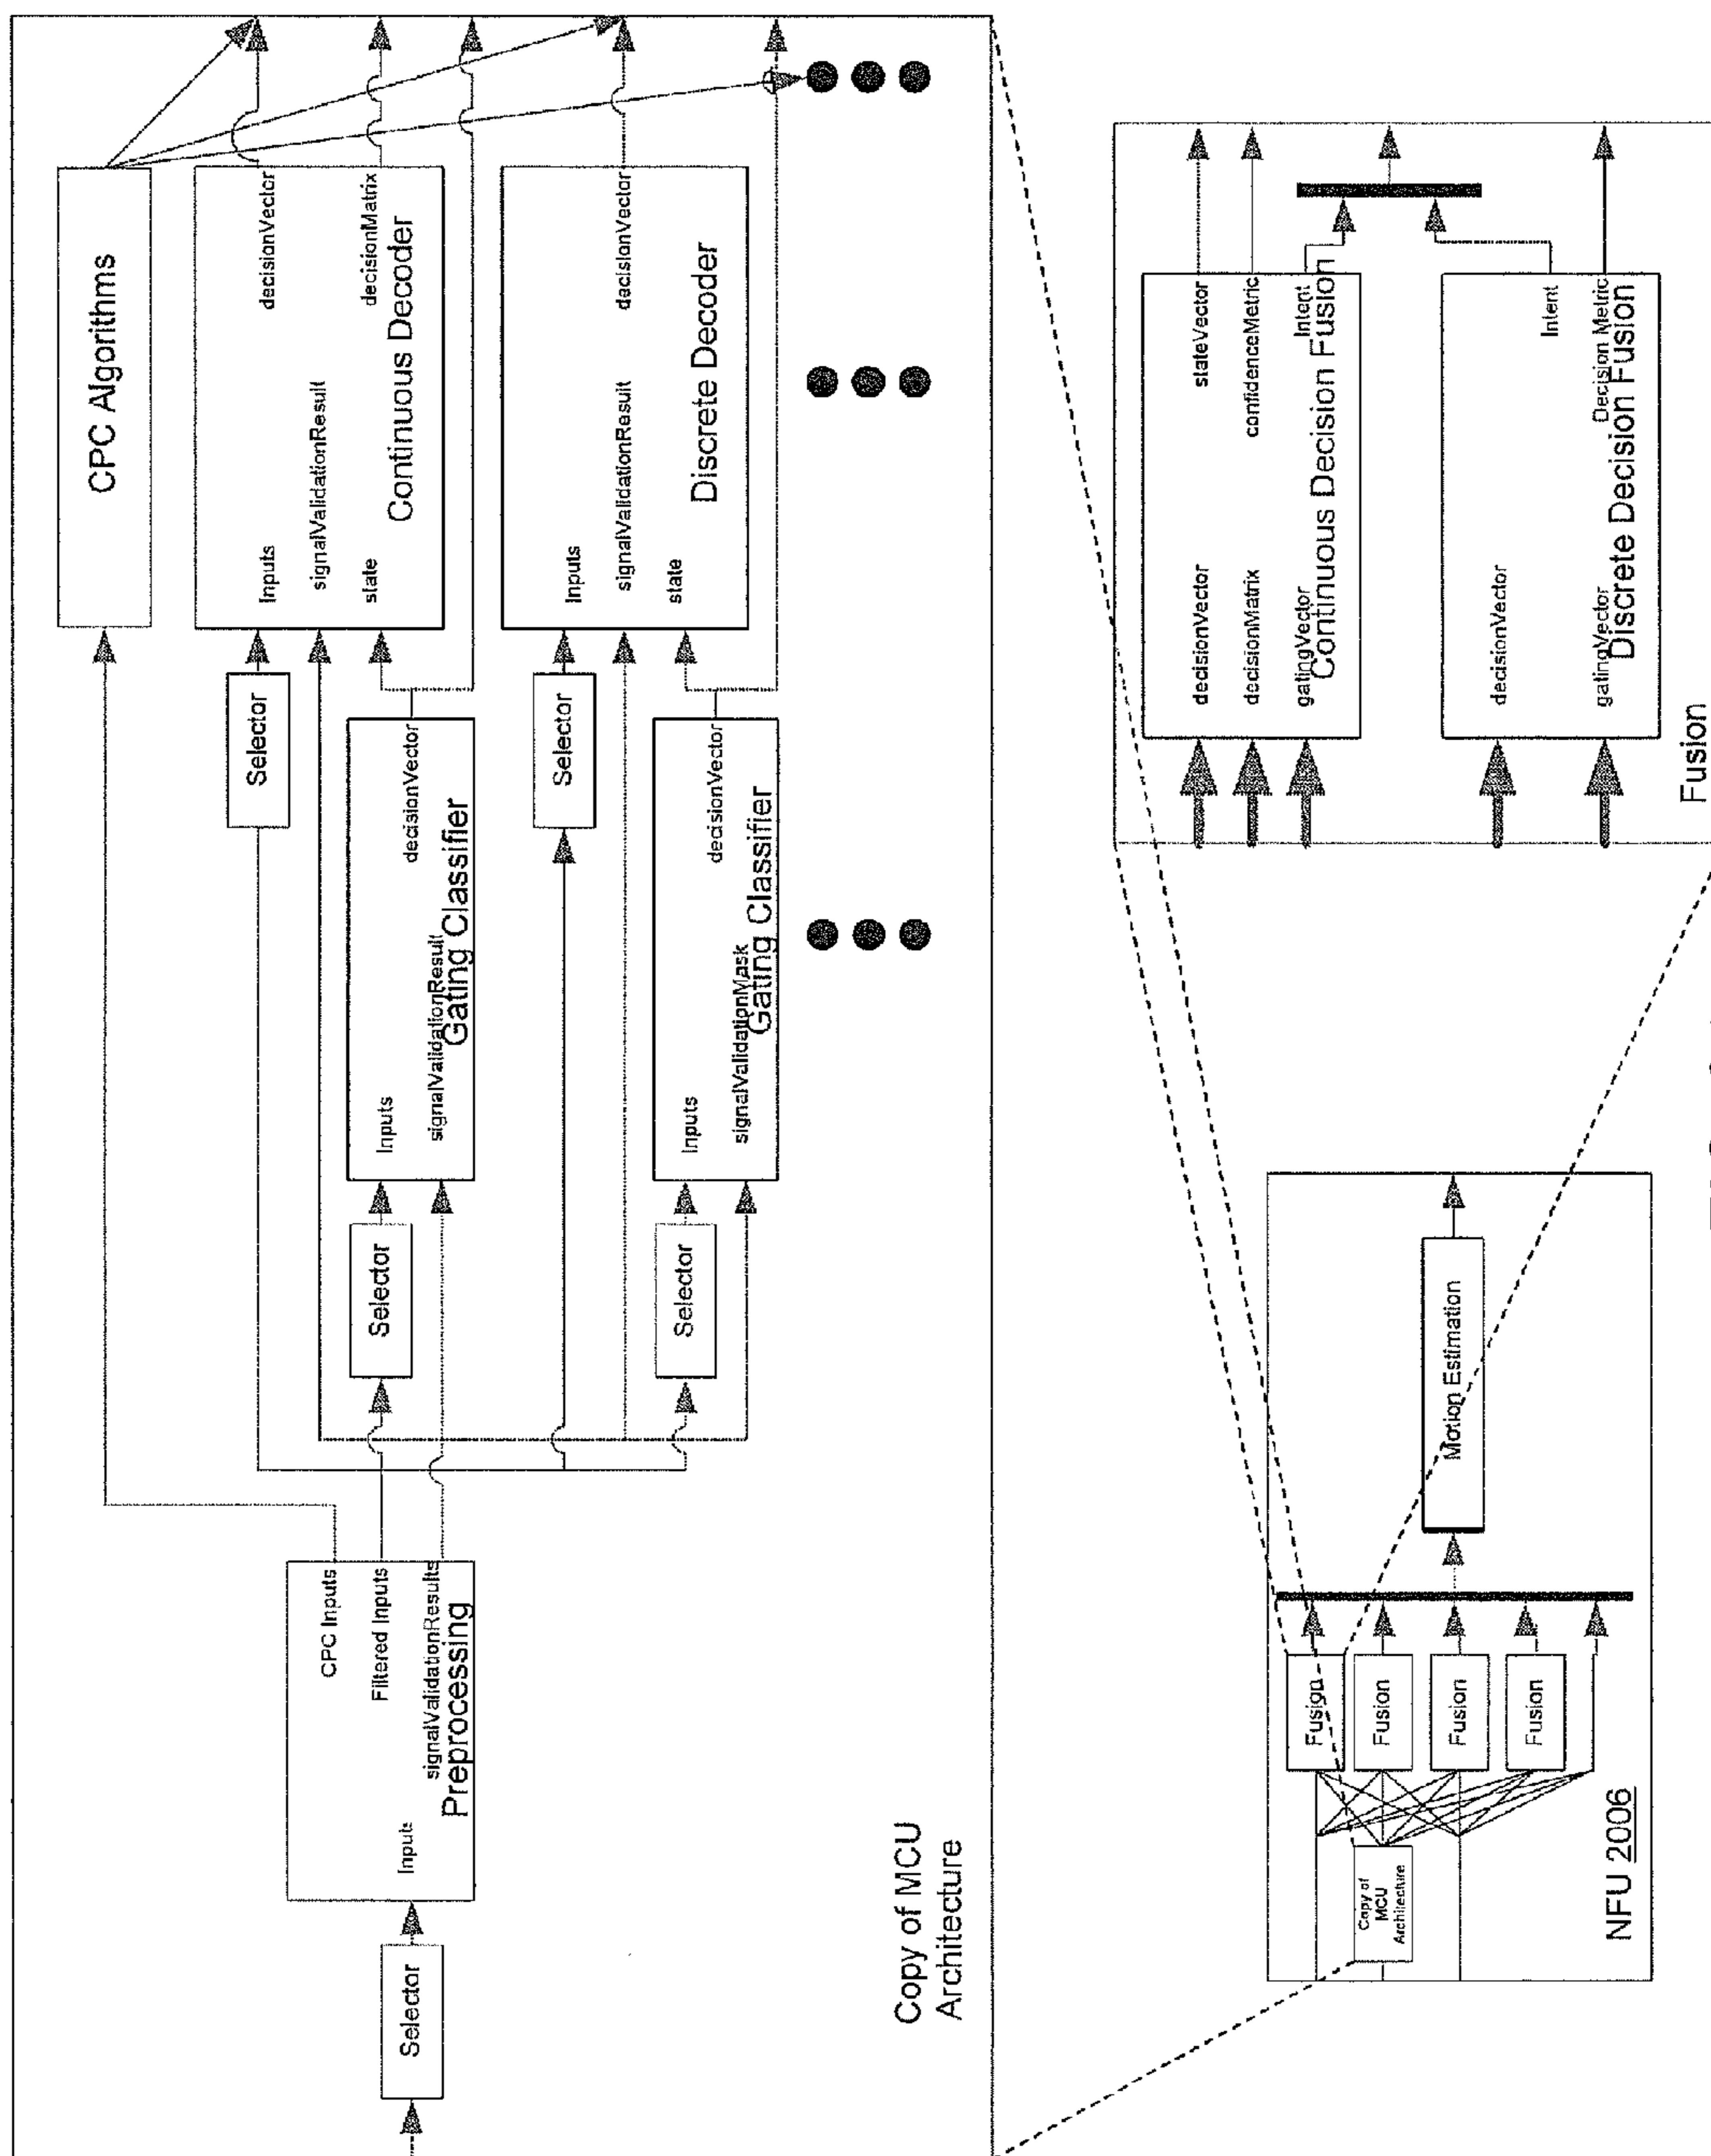 CPC Algorithms
Selector
Inputs
decisionVector
signalValidationResult
state
decisionMatrix
Continuous Decoder
Selector
Inputs
signalValidationResult
decisionVector
Gating Classifier
CPC Inputs
Filtered Inputs
Inputs
signalValidationResults
Preprocessing
Selector
Selector
Inputs
decisionVector
signalValidationResult
state
Discrete Decoder
Selector
Selector
Inputs
decisionVector
signalValidationMask
Gating Classifier
Copy of MCU
Architecture
Fusion
Fusion
Fusion
Fusion
Copy of
MCU
Architecture
Motion Estimation
NFU 2006
decisionVector
stateVector
decisionMatrix
confidenceMetric
gatingVector
Intent
Continuous Decision Fusion
decisionVector
Intent
gatingVector
Decision Metric
Discrete Decision Fusion
Fusion